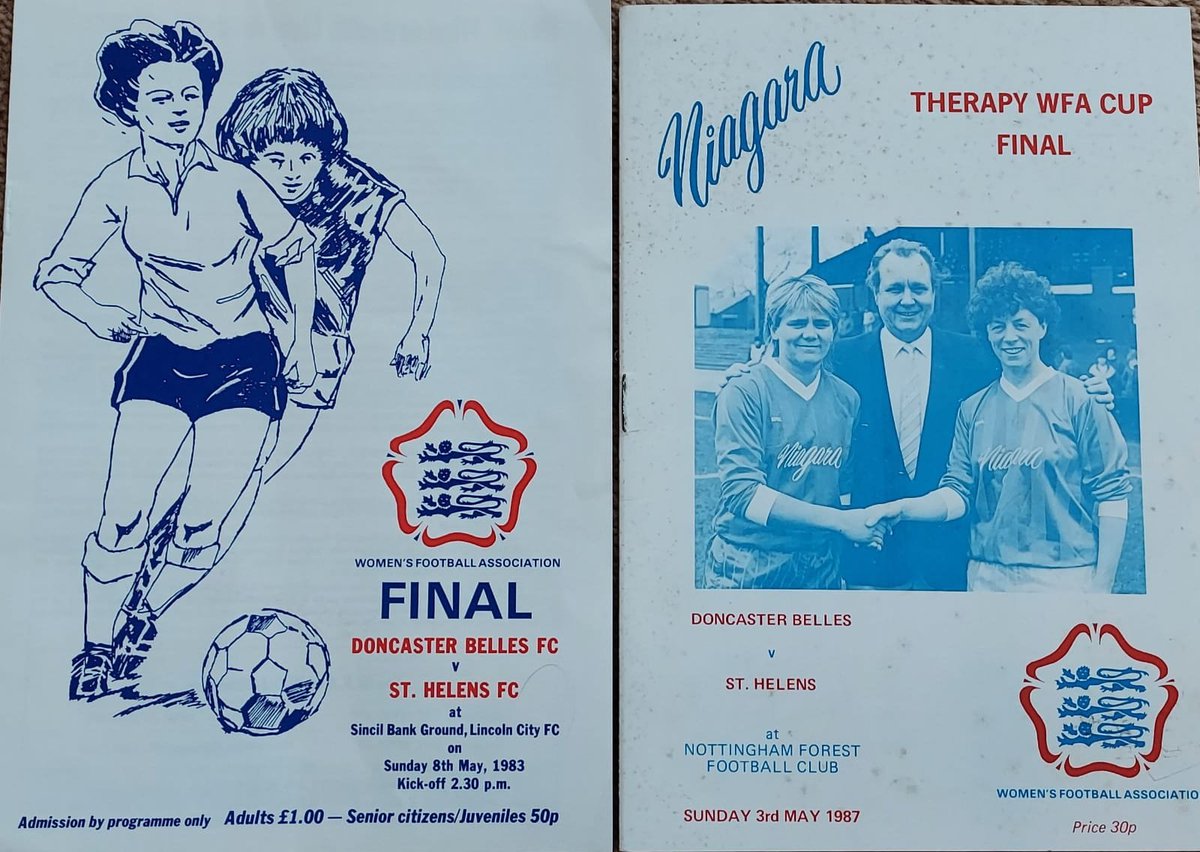 WOMEN'S FOOTBALL ASSOCIATION
FINAL
DONCASTER BELLES FC
v
ST. HELENS FC
at
Sincil Bank Ground, Lincoln City FC
on
Sunday 8th May, 1983
Kick-off 2.30 p.m.
Admission by programme only Adults £1.00 — Senior citizens/Juveniles 50p
Niagara
THERAPY WFA CUP
FINAL
Niagara
Niagara
DONCASTER BELLES
v
ST. HELENS
at
NOTTINGHAM FOREST
FOOTBALL CLUB
SUNDAY 3rd MAY 1987
WOMEN'S FOOTBALL ASSOCIATIO
Price 30p